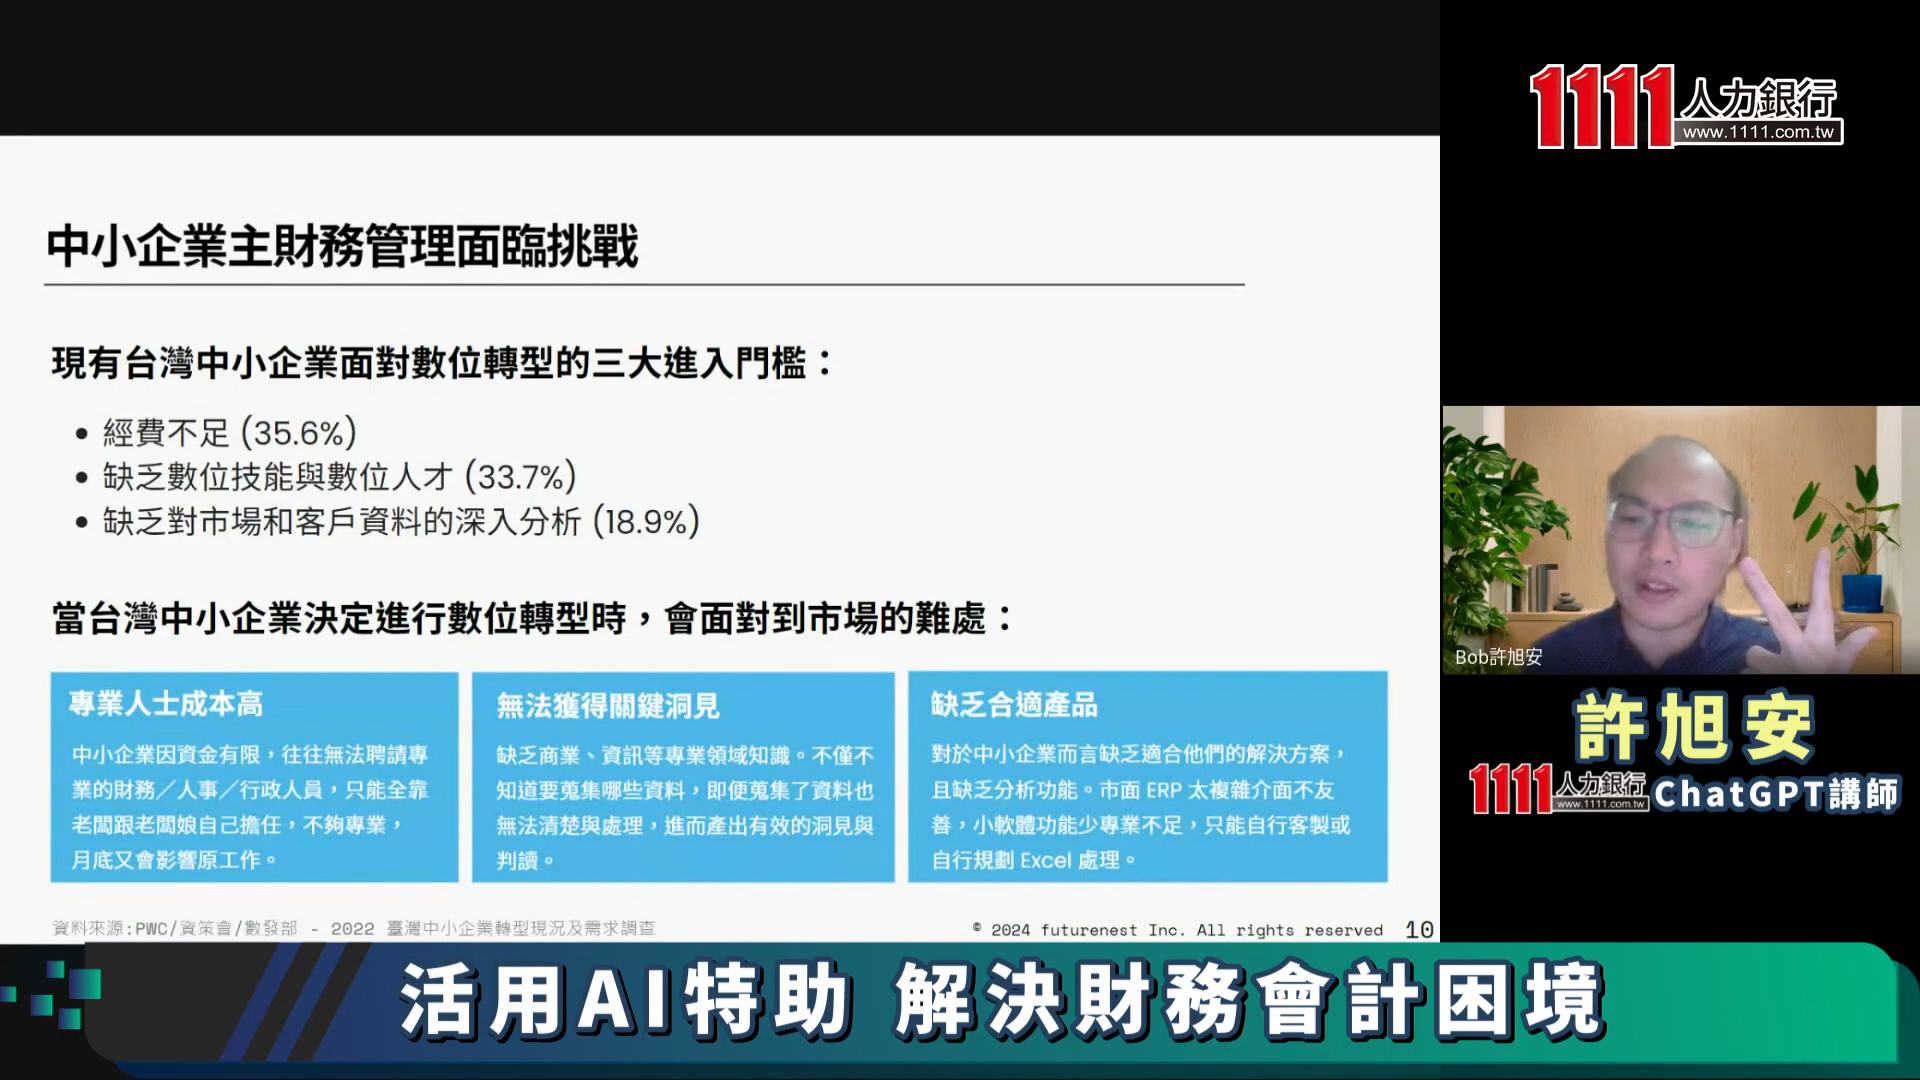 中小企業主財務管理面臨挑戰
現有台灣中小企業面對數位轉型的三大進入門檻：
• 經費不足 (35.6%)
• 缺乏數位技能與數位人才 (33.7%)
• 缺乏對市場和客戶資料的深入分析 (18.9%)
當台灣中小企業決定進行數位轉型時，會面對到市場的難處：
專業人士成本高
中小企業因資金有限，往往無法聘請專
業的財務／人事／行政人員，只能全靠
老闆跟老闆娘自己擔任，不夠專業，
月底又會影響原工作。
無法獲得關鍵洞見
缺乏商業、資訊等專業領域知識。不僅不
知道要蒐集哪些資料，即便蒐集了資料也
無法清楚與處理，進而產出有效的洞見與
判讀。
缺乏合適產品
對於中小企業而言缺乏適合他們的解決方案，
且缺乏分析功能。市面 ERP 太複雜介面不友
善，小軟體功能少專業不足，只能自行客製或
自行規劃 Excel 處理。
資料來源:PWC/資策會/數發部 - 2022 臺灣中小企業轉型現況及需求調查
© 2024 futurenest Inc. All rights reserved 10
1111人力銀行
www.1111.com.tw
Bob許旭安
許旭安
1111人力銀行 ChatGPT講師
www.1111.com.tw
活用AI特助 解決財務會計困境